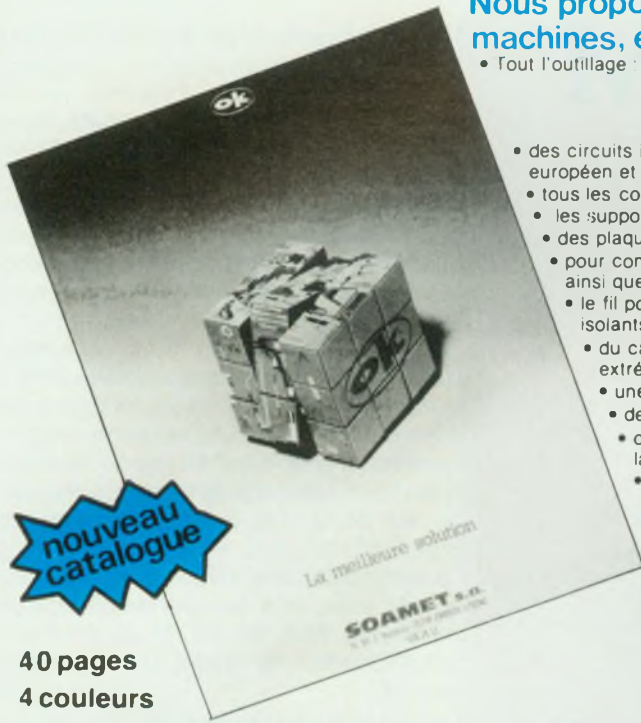 Nous propo
machines, e
• Tout l'outillage :
• des circuits i
européen et
• tous les co
• les suppo
• des plaqu
• pour con
ainsi que
• le fil po
isolants
• du ca
extré
• une
• de
• c
la
•
ok
ok
nouveau
catalogue
La meilleure solution
SOAMET s.a.
40 pages
4 couleurs